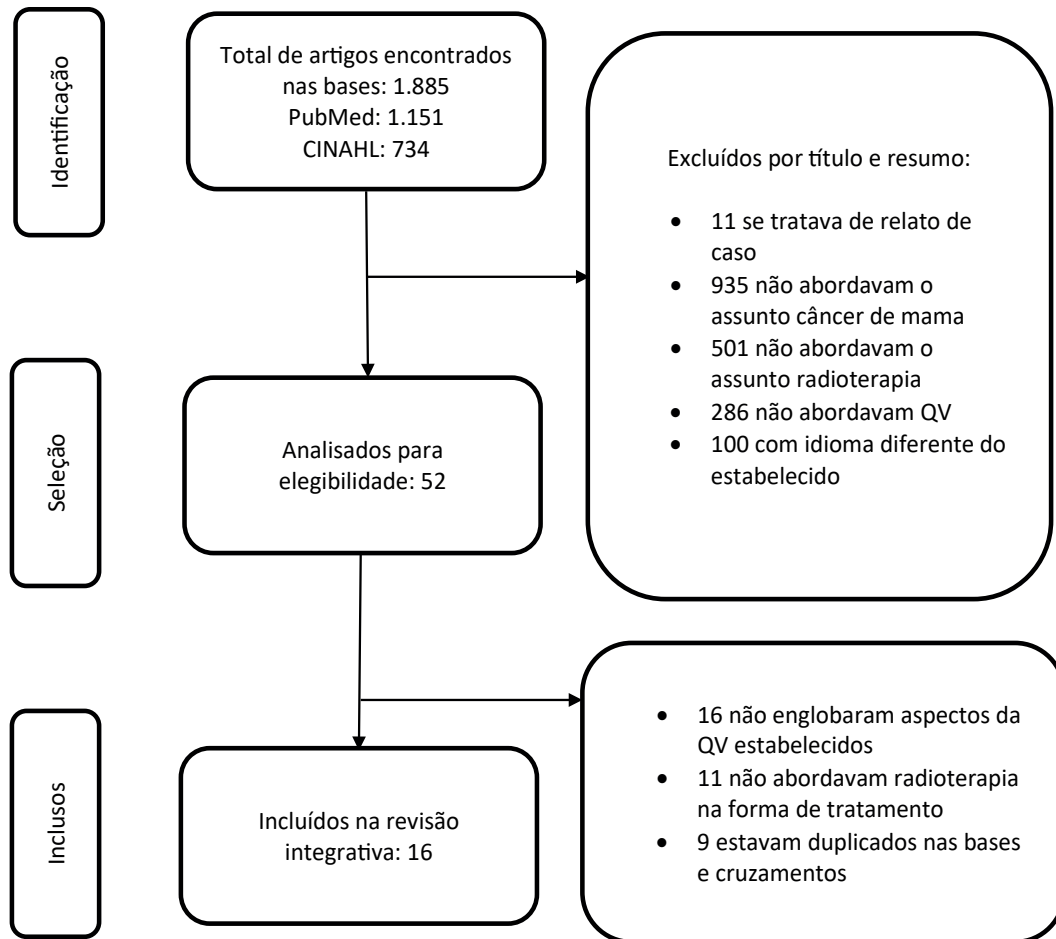 Identificação
Total de artigos encontrados
nas bases: 1.885
PubMed: 1.151
CINAHL: 734
Excluídos por título e resumo:
• 11 se tratava de relato de
caso
• 935 não abordavam o
assunto câncer de mama
• 501 não abordavam o
assunto radioterapia
• 286 não abordavam QV
• 100 com idioma diferente do
estabelecido
Seleção
Analisados para
elegibilidade: 52
Inclusos
Incluídos na revisão
integrativa: 16
• 16 não englobaram aspectos da
QV estabelecidos
• 11 não abordavam radioterapia
na forma de tratamento
• 9 estavam duplicados nas bases
e cruzamentos